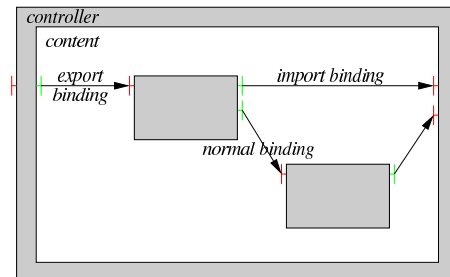 controller
content
export
binding
import binding
normal binding